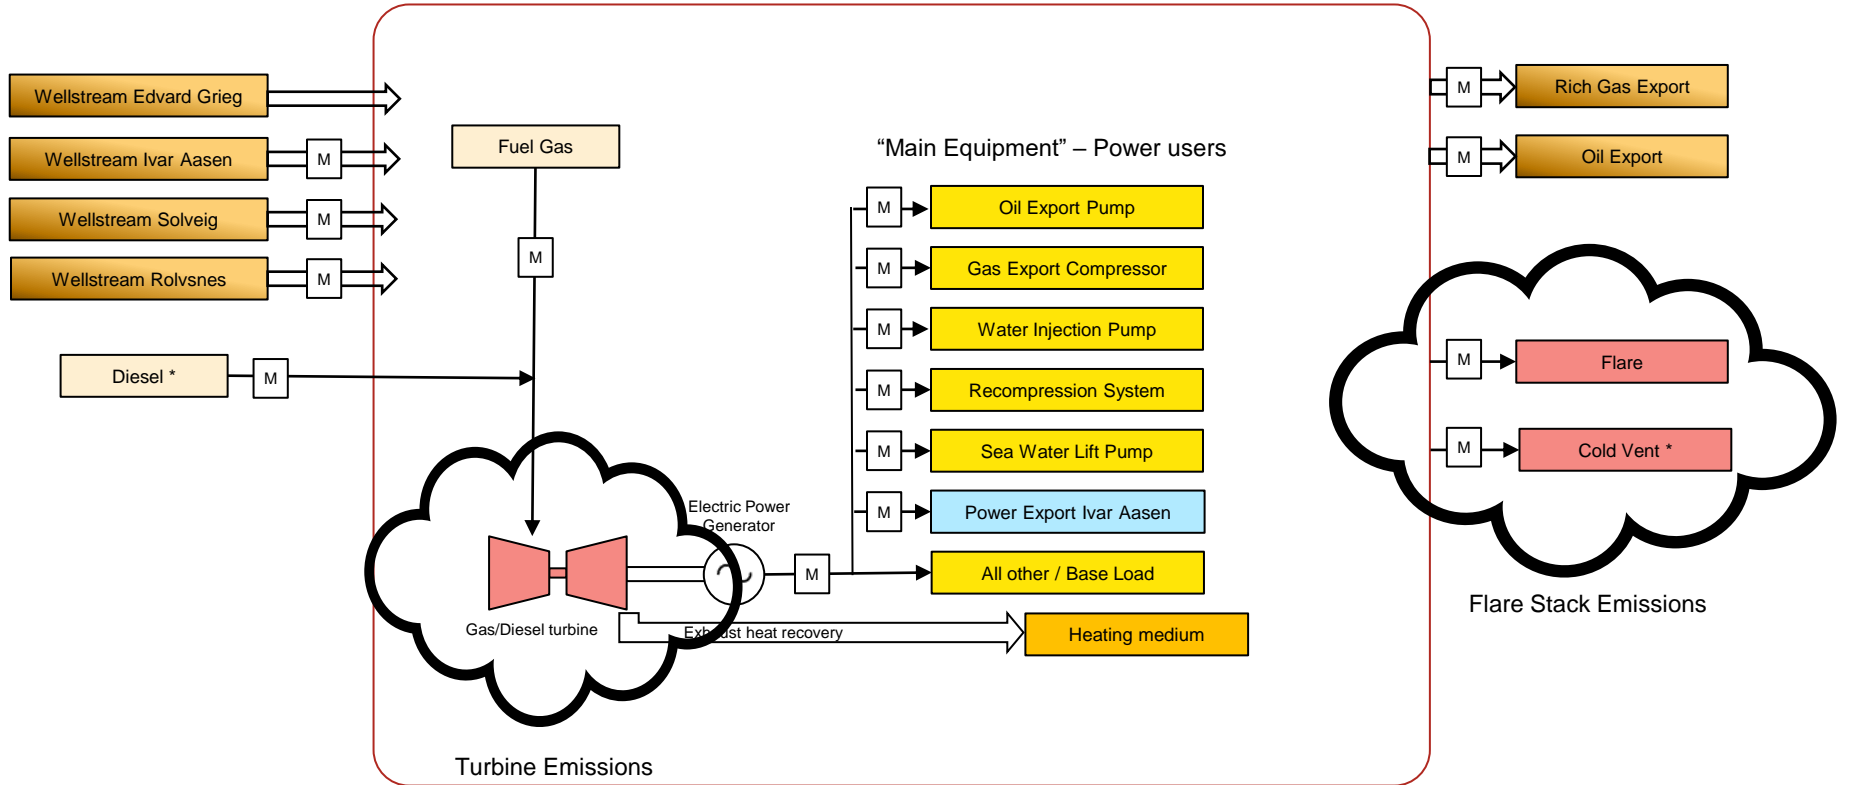 Wellstream Edvard Grieg
Wellstream Ivar Aasen
M
Wellstream Solveig
M
Wellstream Rolvsnes
M
Diesel *
M
Fuel Gas
M
“Main Equipment” – Power users
M
Oil Export Pump
M
Gas Export Compressor
M
Water Injection Pump
M
Recompression System
M
Sea Water Lift Pump
M
Power Export Ivar Aasen
Electric Power
Generator
M
All other / Base Load
Gas/Diesel turbine
Exhaust heat recovery
Heating medium
Turbine Emissions
M
Rich Gas Export
M
Oil Export
M
Flare
M
Cold Vent *
Flare Stack Emissions